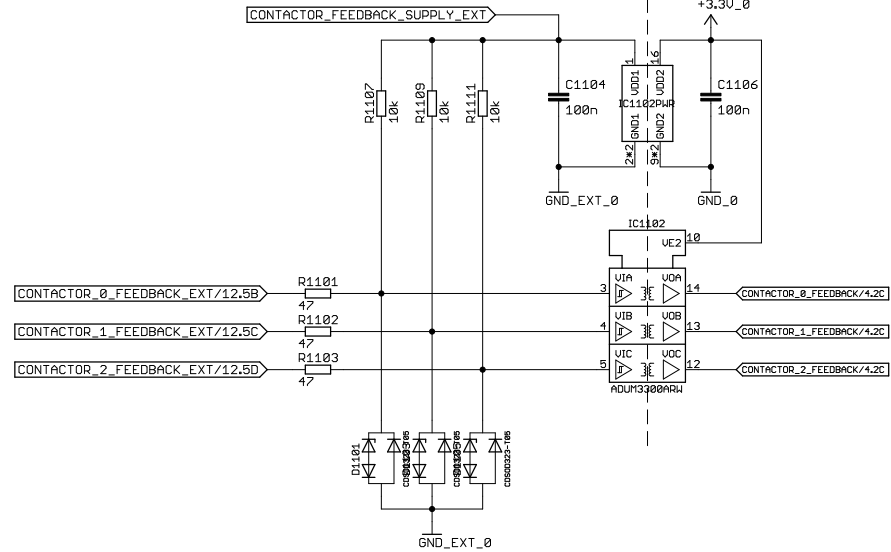 +3.3V_0
CONTACTOR_FEEDBACK_SUPPLY_EXT
1
16
VDD1
VDD2
R1107
10k
R1109
10k
R1111
10k
C1104
100n
IC1102PWR
C1106
100n
GND1
GND2
2*2
9*2
GND_EXT_0
GND_0
IC1102
VE2
10
CONTACTOR_0_FEEDBACK_EXT/12.5B
R1101
47
3
VIA
VOA
14
CONTACTOR_0_FEEDBACK/4.2C
CONTACTOR_1_FEEDBACK_EXT/12.5C
R1102
47
4
VIB
VOB
13
CONTACTOR_1_FEEDBACK/4.2C
CONTACTOR_2_FEEDBACK_EXT/12.5D
R1103
47
5
VIC
VOC
12
CONTACTOR_2_FEEDBACK/4.2C
ADUM3300ARW
D1101
CDSOD323-T05
GND_EXT_0